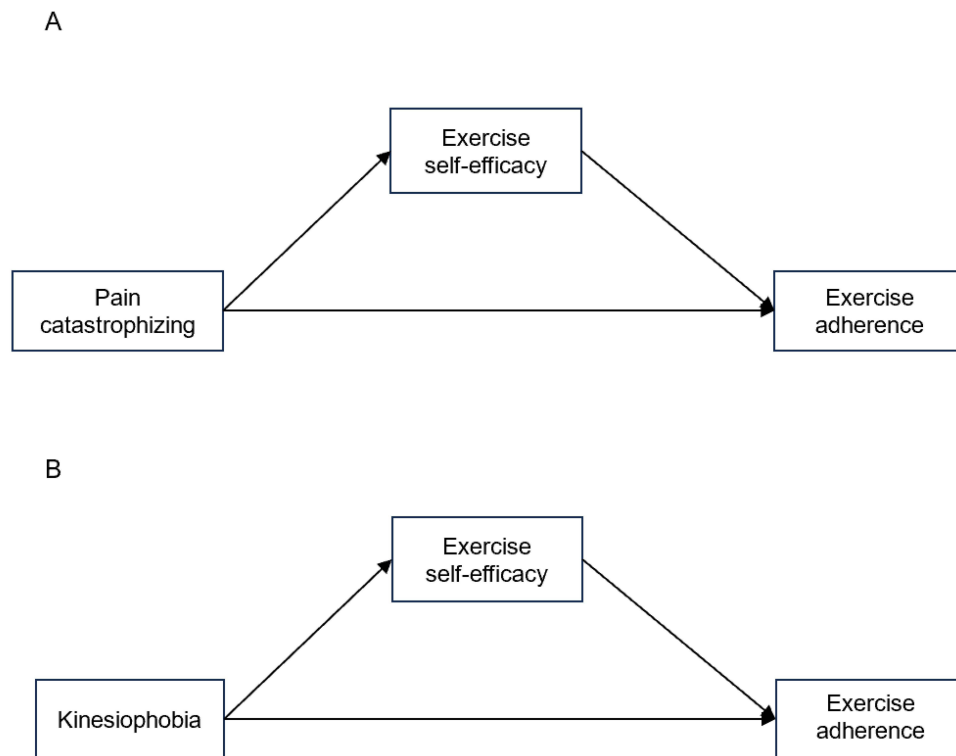 A
Exercise
self-efficacy
Pain
catastrophizing
Exercise
adherence
B
Exercise
self-efficacy
Kinesiophobia
Exercise
adherence